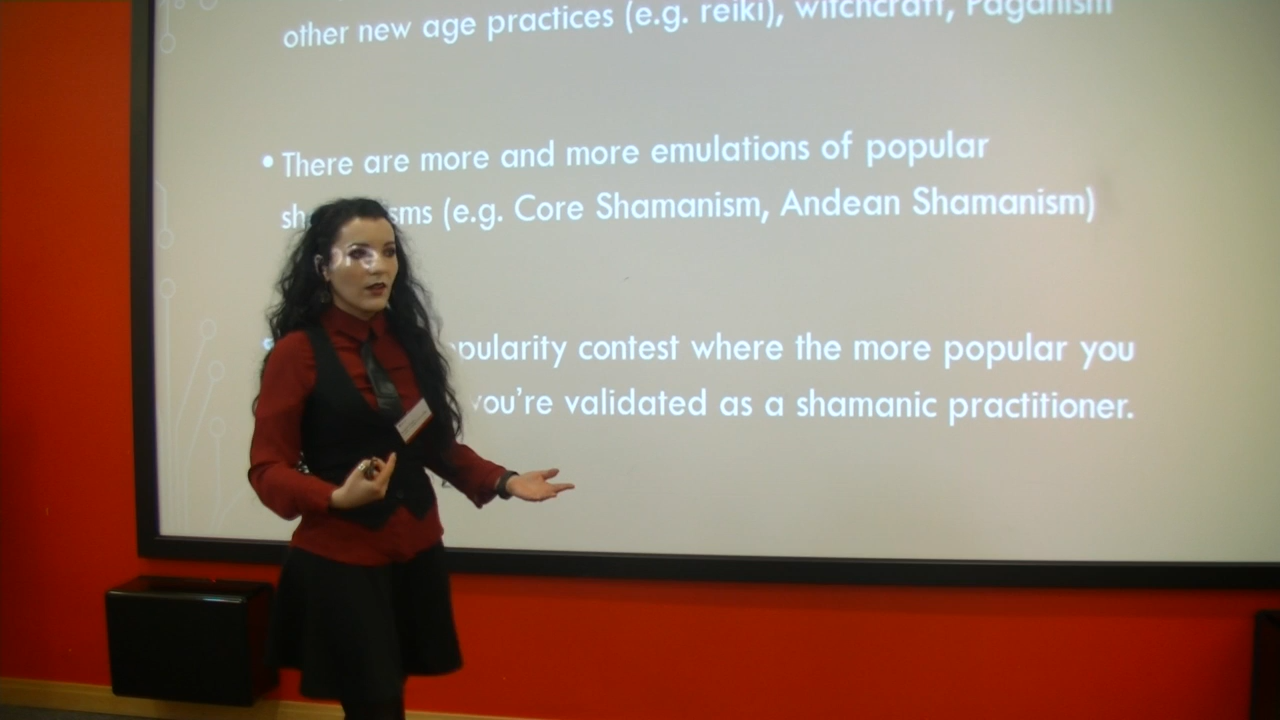 other new age practices (e.g. reiki), witchcraft, Paganism
• There are more and more emulations of popular
(e.g. Core Shamanism, Andean Shamanism)
contest where the more popular you
you're validated as a shamanic practitioner.